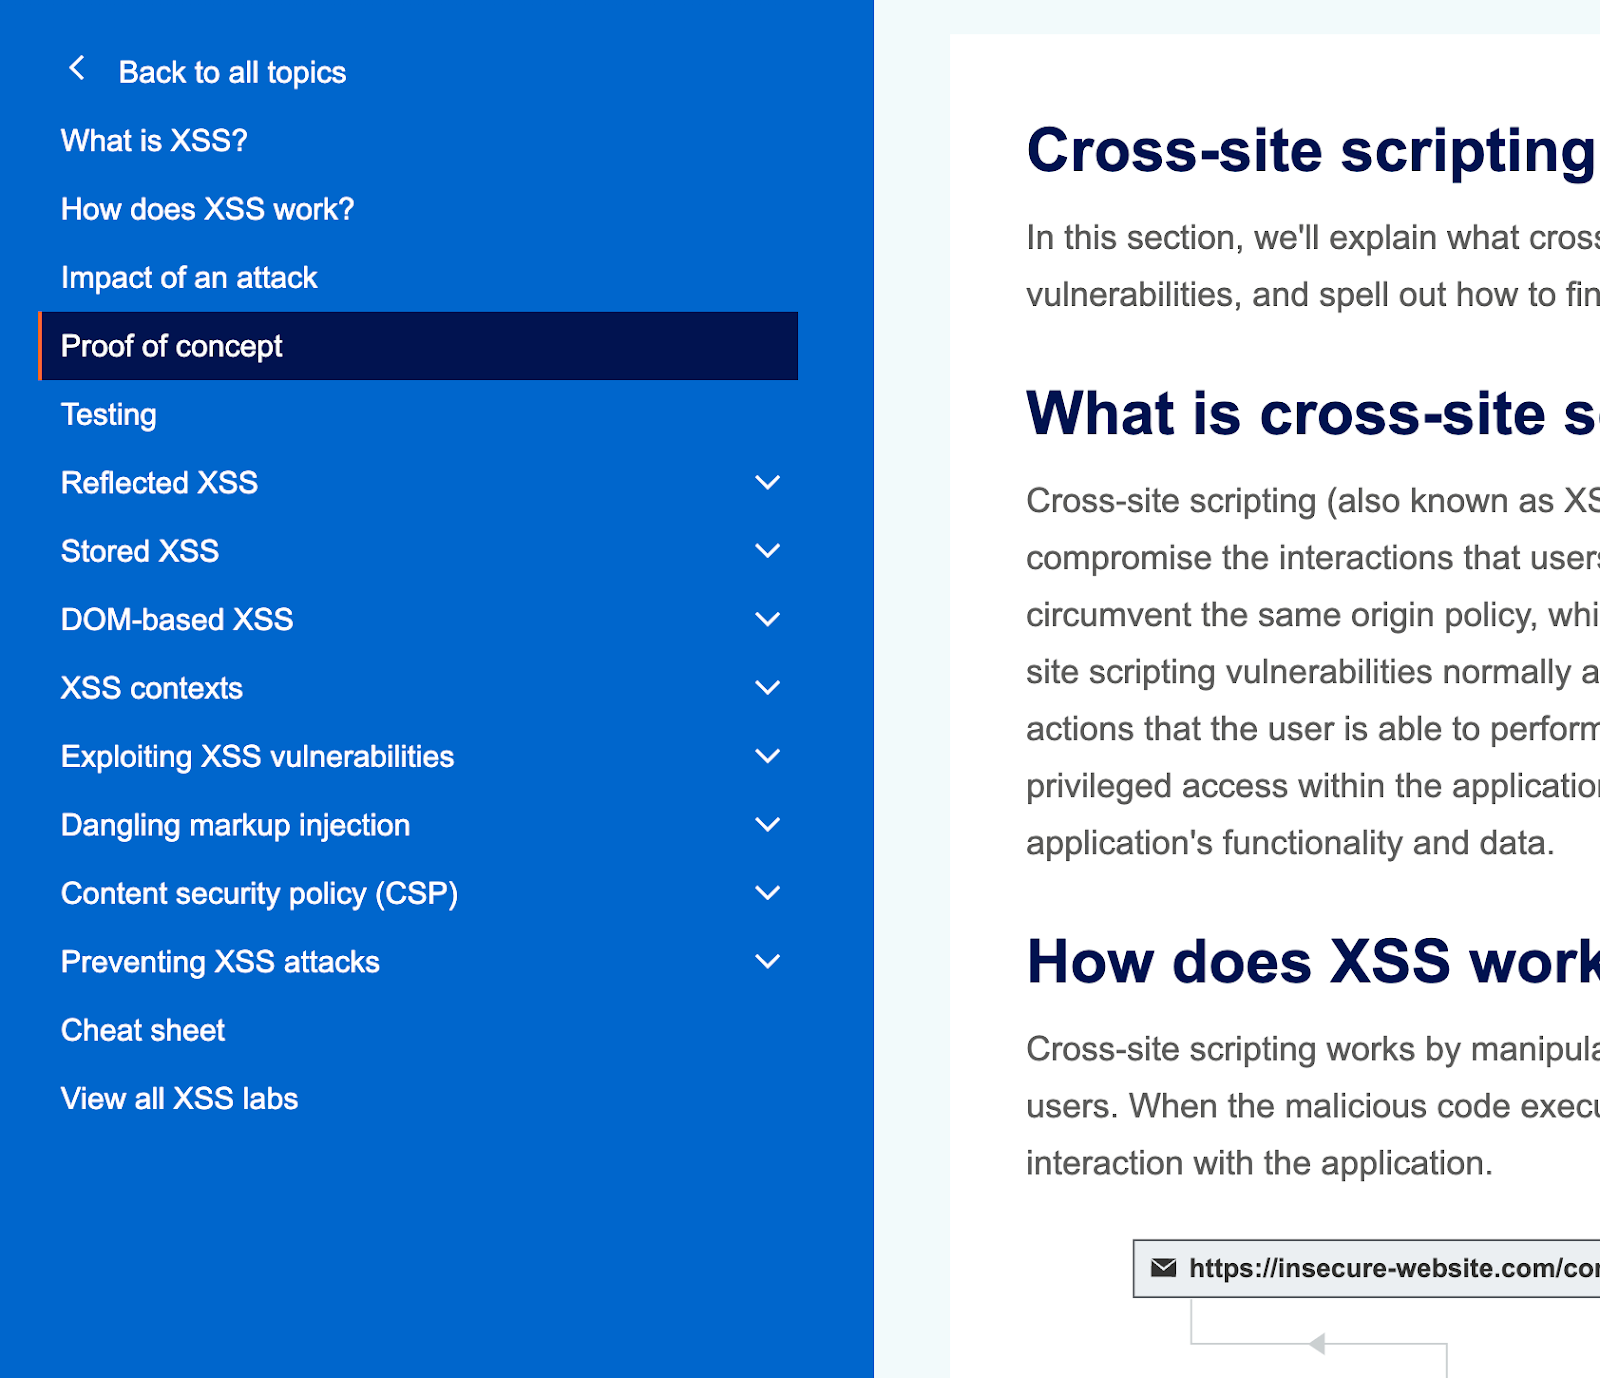 Back to all topics
What is XSS?
How does XSS work?
Impact of an attack
Proof of concept
Testing
Reflected XSS
Stored XSS
DOM-based XSS
XSS contexts
Exploiting XSS vulnerabilities
Dangling markup injection
Content security policy (CSP)
Preventing XSS attacks
Cheat sheet
View all XSS labs
Cross-site scripting
In this section, we'll explain what cross
vulnerabilities, and spell out how to fin
What is cross-site s
Cross-site scripting (also known as XS
compromise the interactions that users
circumvent the same origin policy, whi
site scripting vulnerabilities normally a
actions that the user is able to perform
privileged access within the application
application's functionality and data.
How does XSS work
Cross-site scripting works by manipula
users. When the malicious code execu
interaction with the application.
https://insecure-website.com/com